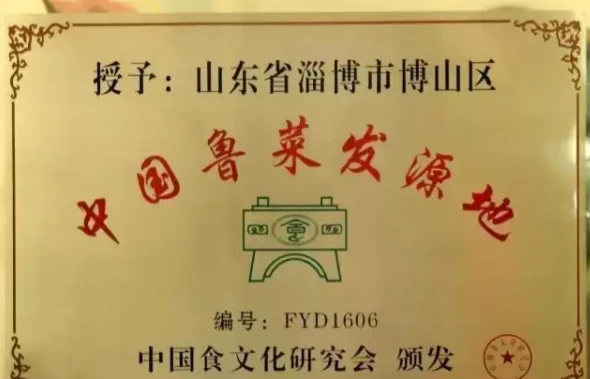 授予：山东省淄博市博山区
中国鲁菜发源地
编号：FYD1606
中国食文化研究会 颁发